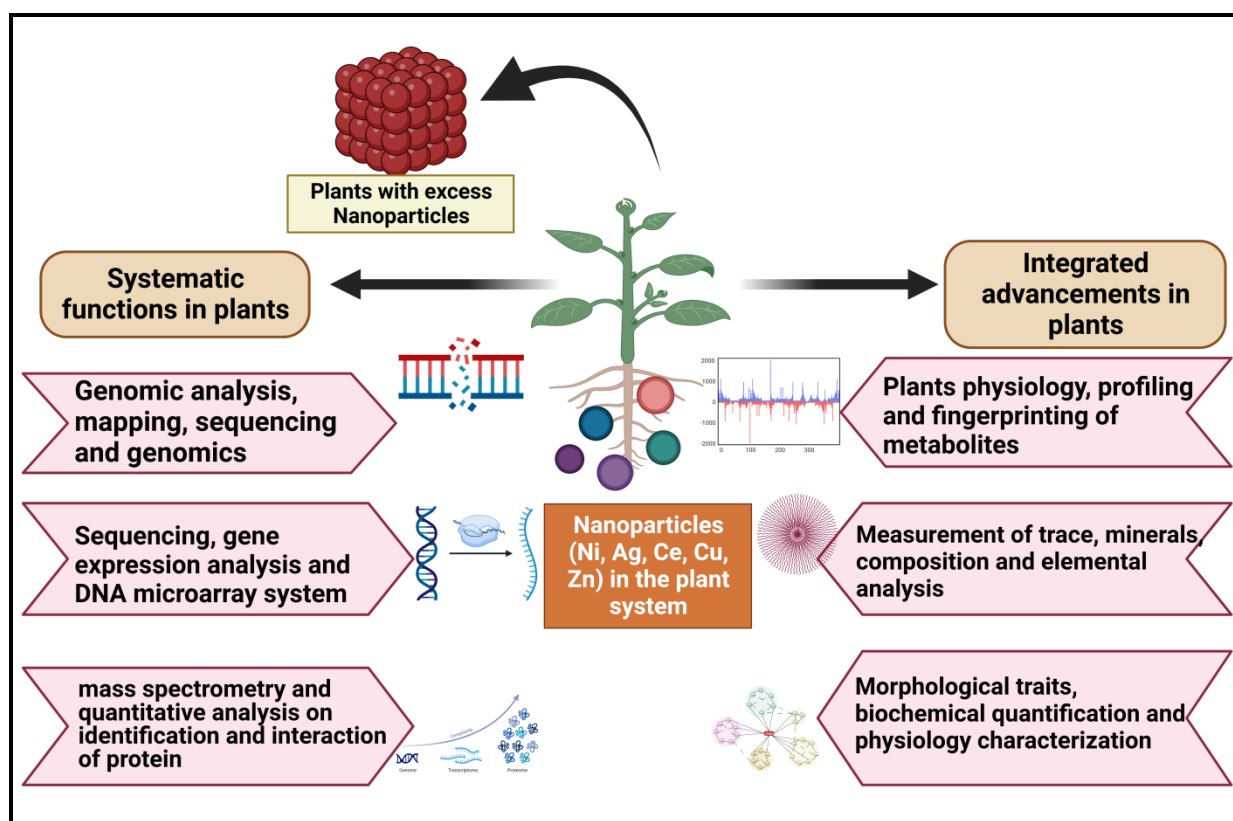 Plants with excess
Nanoparticles
Systematic
functions in plants
Integrated
advancements in
plants
Genomic analysis,
mapping, sequencing
and genomics
2000
1000
0
-1000
-2000
0
100
200
300
Plants physiology, profiling
and fingerprinting of
metabolites
Sequencing, gene
expression analysis and
DNA microarray system
Nanoparticles
(Ni, Ag, Ce, Cu,
Zn) in the plant
system
Measurement of trace, minerals,
composition and elemental
analysis
mass spectrometry and
quantitative analysis on
identification and interaction
of protein
Complexity
Genome
Transcriptome
Proteome
Morphological traits,
biochemical quantification and
physiology characterization